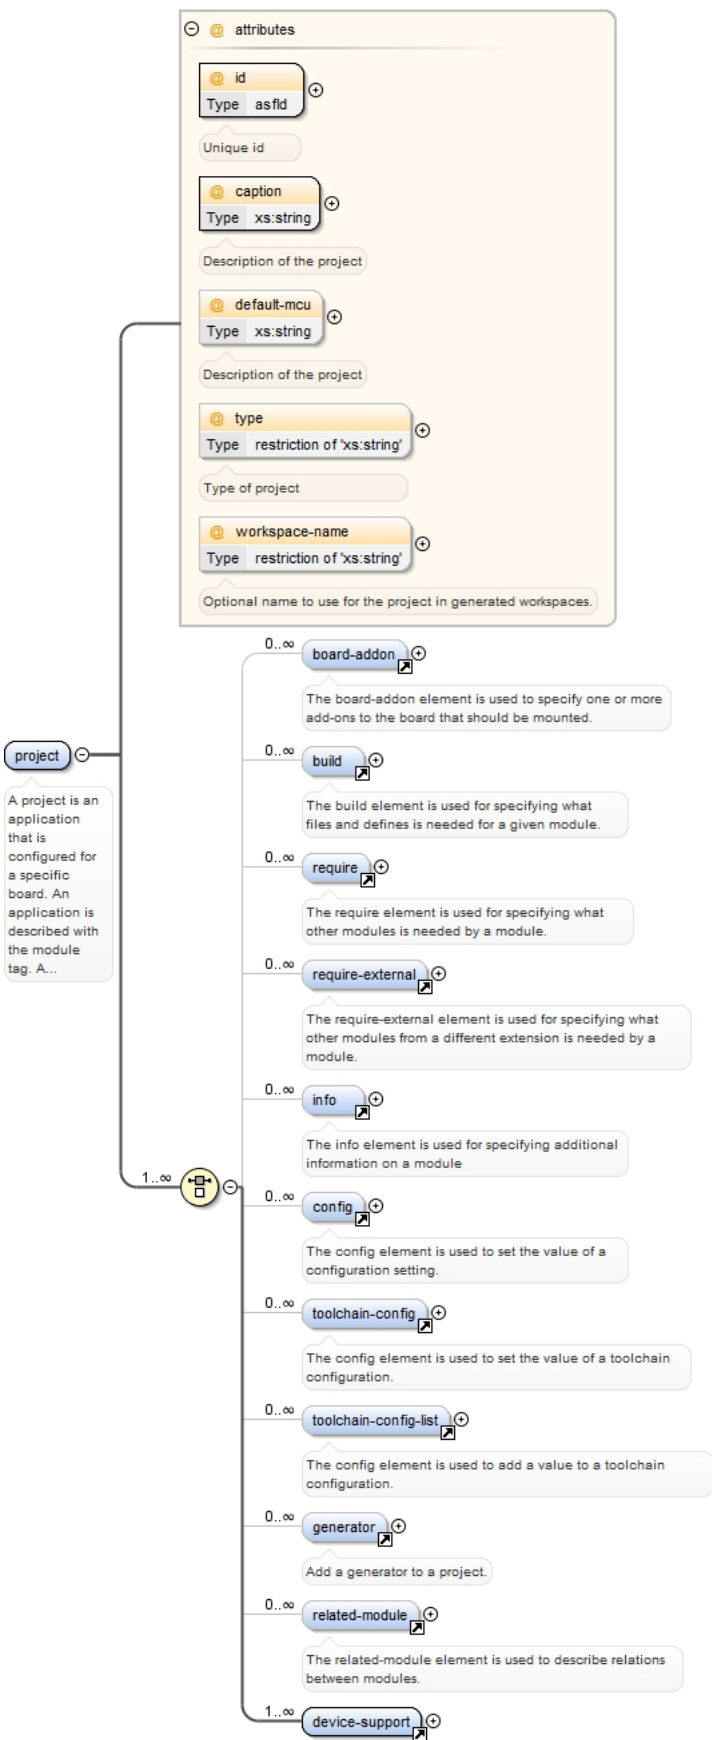 @ attributes
@ id
Type asfId
Unique id
@ caption
Type xs:string
Description of the project
@ default-mcu
Type xs:string
Description of the project
@ type
Type restriction of 'xs:string'
Type of project
@ workspace-name
Type restriction of 'xs:string'
Optional name to use for the project in generated workspaces.
project
A project is an
application
that is
configured for
a specific
board. An
application is
described with
the module
tag. A...
1..∞
0..∞
board-addon
The board-addon element is used to specify one or more
add-ons to the board that should be mounted.
0..∞
build
The build element is used for specifying what
files and defines is needed for a given module.
0..∞
require
The require element is used for specifying what
other modules is needed by a module.
0..∞
require-external
The require-external element is used for specifying what
other modules from a different extension is needed by a
module.
0..∞
info
The info element is used for specifying additional
information on a module
0..∞
config
The config element is used to set the value of a
configuration setting.
0..∞
toolchain-config
The config element is used to set the value of a toolchain
configuration.
0..∞
toolchain-config-list
The config element is used to add a value to a toolchain
configuration.
0..∞
generator
Add a generator to a project.
0..∞
related-module
The related-module element is used to describe relations
between modules.
1..∞
device-support